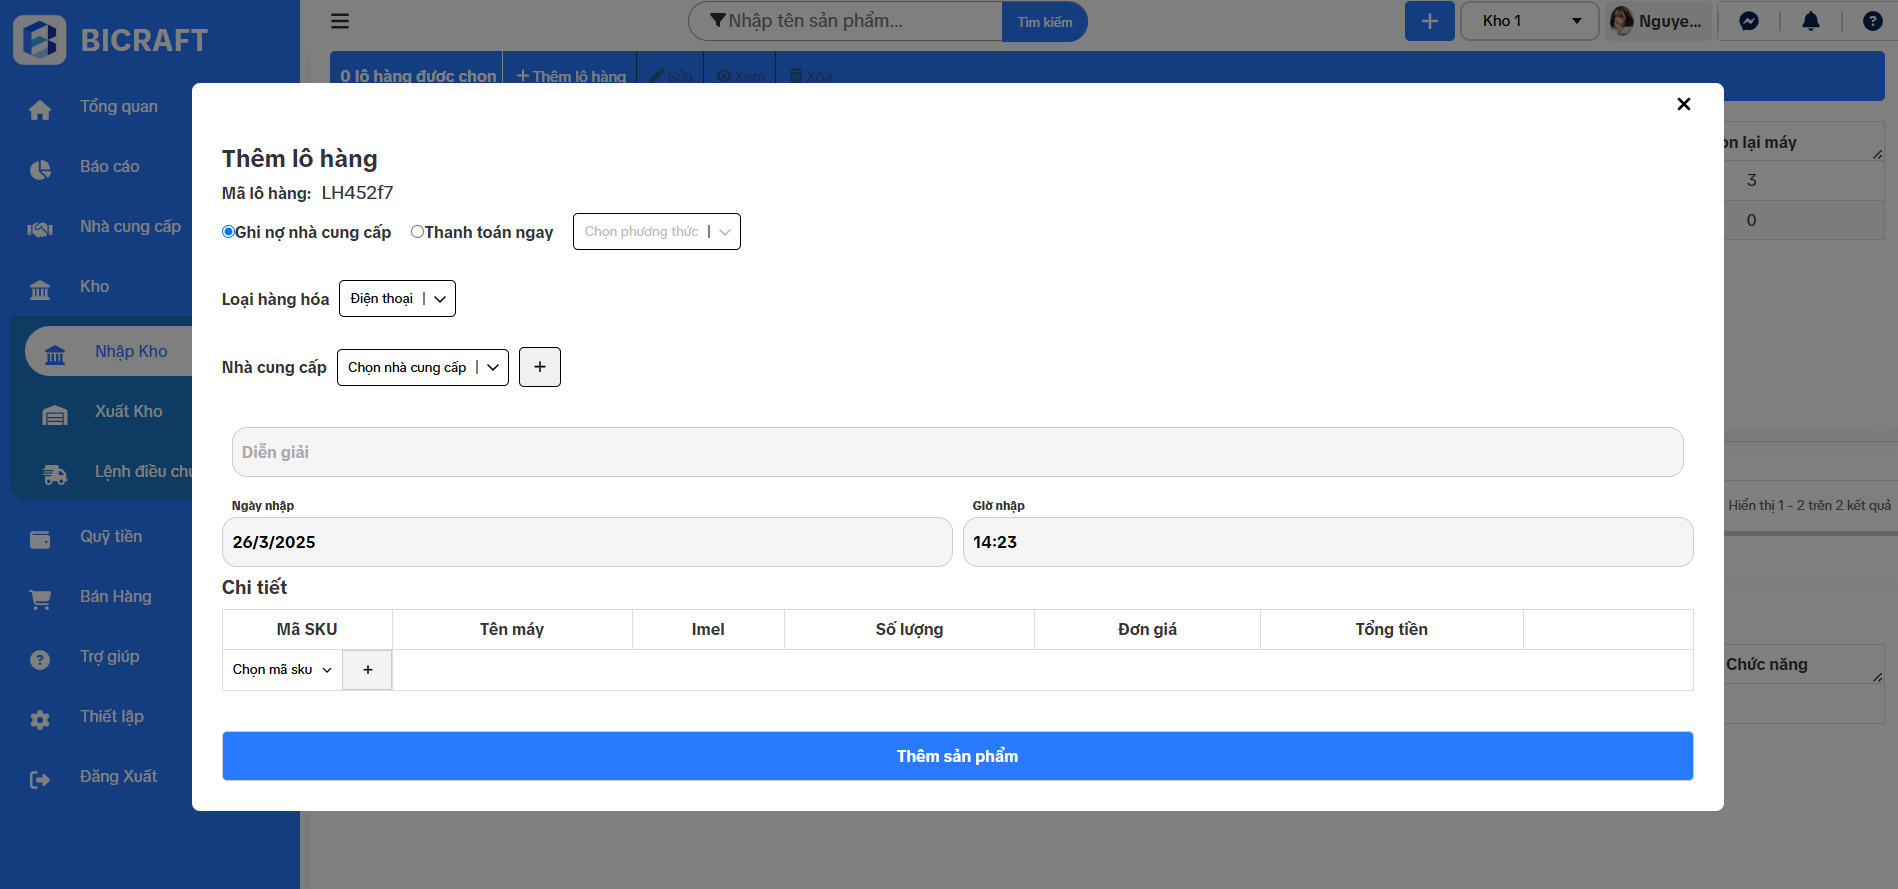 BICRAFT
Nhập tên sản phẩm...
Tìm kiếm
+
Kho 1
Nguye...
0 lô hàng được chọn
+ Thêm lô hàng
Sửa
Xem
Xóa
Tổng quan
Báo cáo
Nhà cung cấp
Kho
Nhập Kho
Xuất Kho
Lệnh điều chu
Quỹ tiền
Bán Hàng
Trợ giúp
Thiết lập
Đăng Xuất
Thêm lô hàng
Mã lô hàng: LH452f7
Ghi nợ nhà cung cấp Thanh toán ngay Chọn phương thức
Loại hàng hóa Điện thoại
Nhà cung cấp Chọn nhà cung cấp +
Diễn giải
Ngày nhập Giờ nhập
26/3/2025 14:23
Chi tiết
Mã SKU Tên máy Imel Số lượng Đơn giá Tổng tiền
Chọn mã sku +
Thêm sản phẩm
òn lại máy
3
0
Hiển thị 1 - 2 trên 2 kết quả
Chức năng